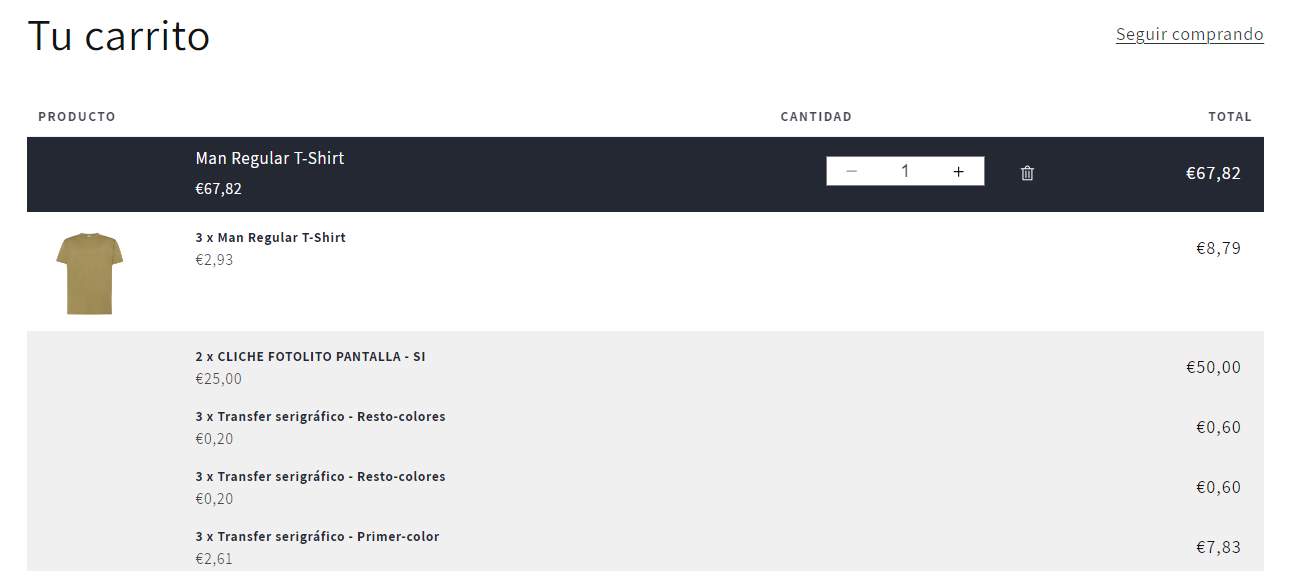 Tu carrito
Seguir comprando
PRODUCTO CANTIDAD TOTAL
Man Regular T-Shirt
€67,82
− 1 +
€67,82
3 x Man Regular T-Shirt
€2,93
€8,79
2 x CLICHE FOTOLITO PANTALLA - SI
€25,00
€50,00
3 x Transfer serigráfico - Resto-colores
€0,20
€0,60
3 x Transfer serigráfico - Resto-colores
€0,20
€0,60
3 x Transfer serigráfico - Primer-color
€2,61
€7,83